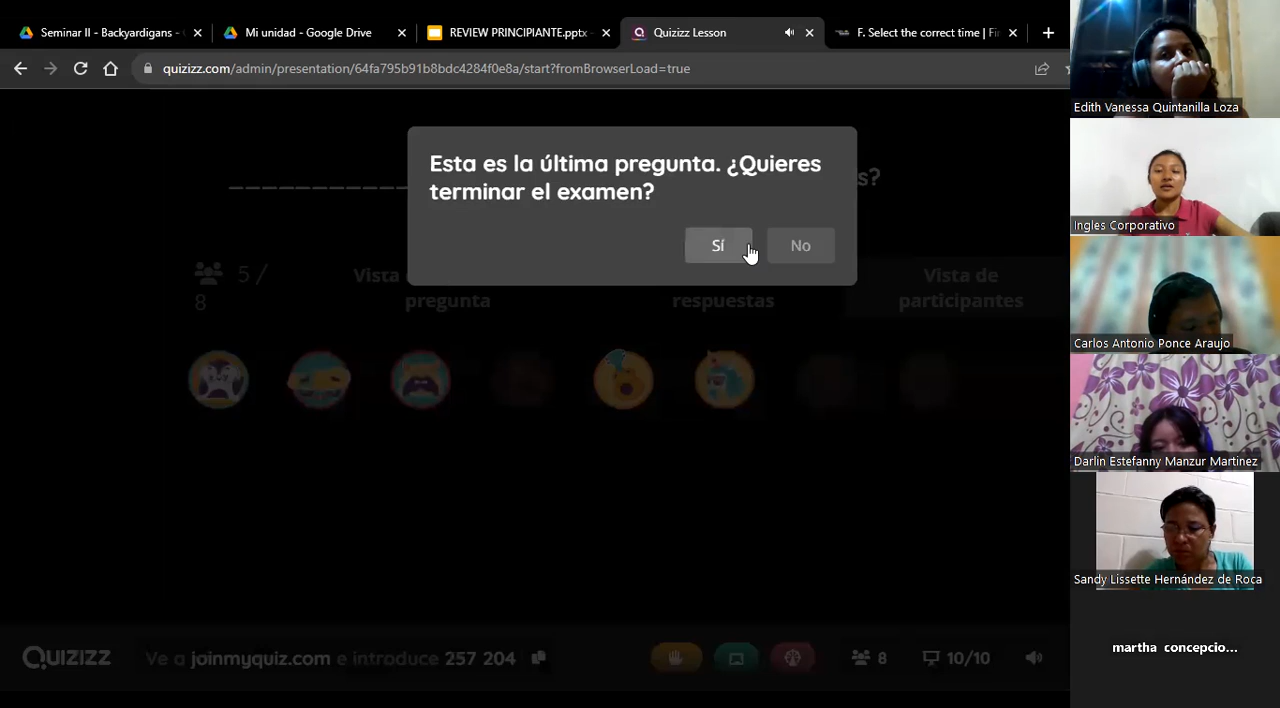 Seminar II - Backyardigans -
Mi unidad - Google Drive
REVIEW PRINCIPIANTE.pptx
Quizizz Lesson
F. Select the correct time | Fi
quizizz.com/admin/presentation/64fa795b91b8bdc4284f0e8a/start?fromBrowserLoad=true
Esta es la última pregunta. ¿Quieres
terminar el examen?
s?
Sí
No
5 /
8
Vista
pregunta
respuestas
Vista de
participantes
QUIZIZZ
Ve a joinmyquiz.com e introduce 257 204
8
10/10
Edith Vanessa Quintanilla Loza
Ingles Corporativo
Carlos Antonio Ponce Araujo
Darlin Estefanny Manzur Martinez
Sandy Lissette Hernández de Roca
martha concepcio...